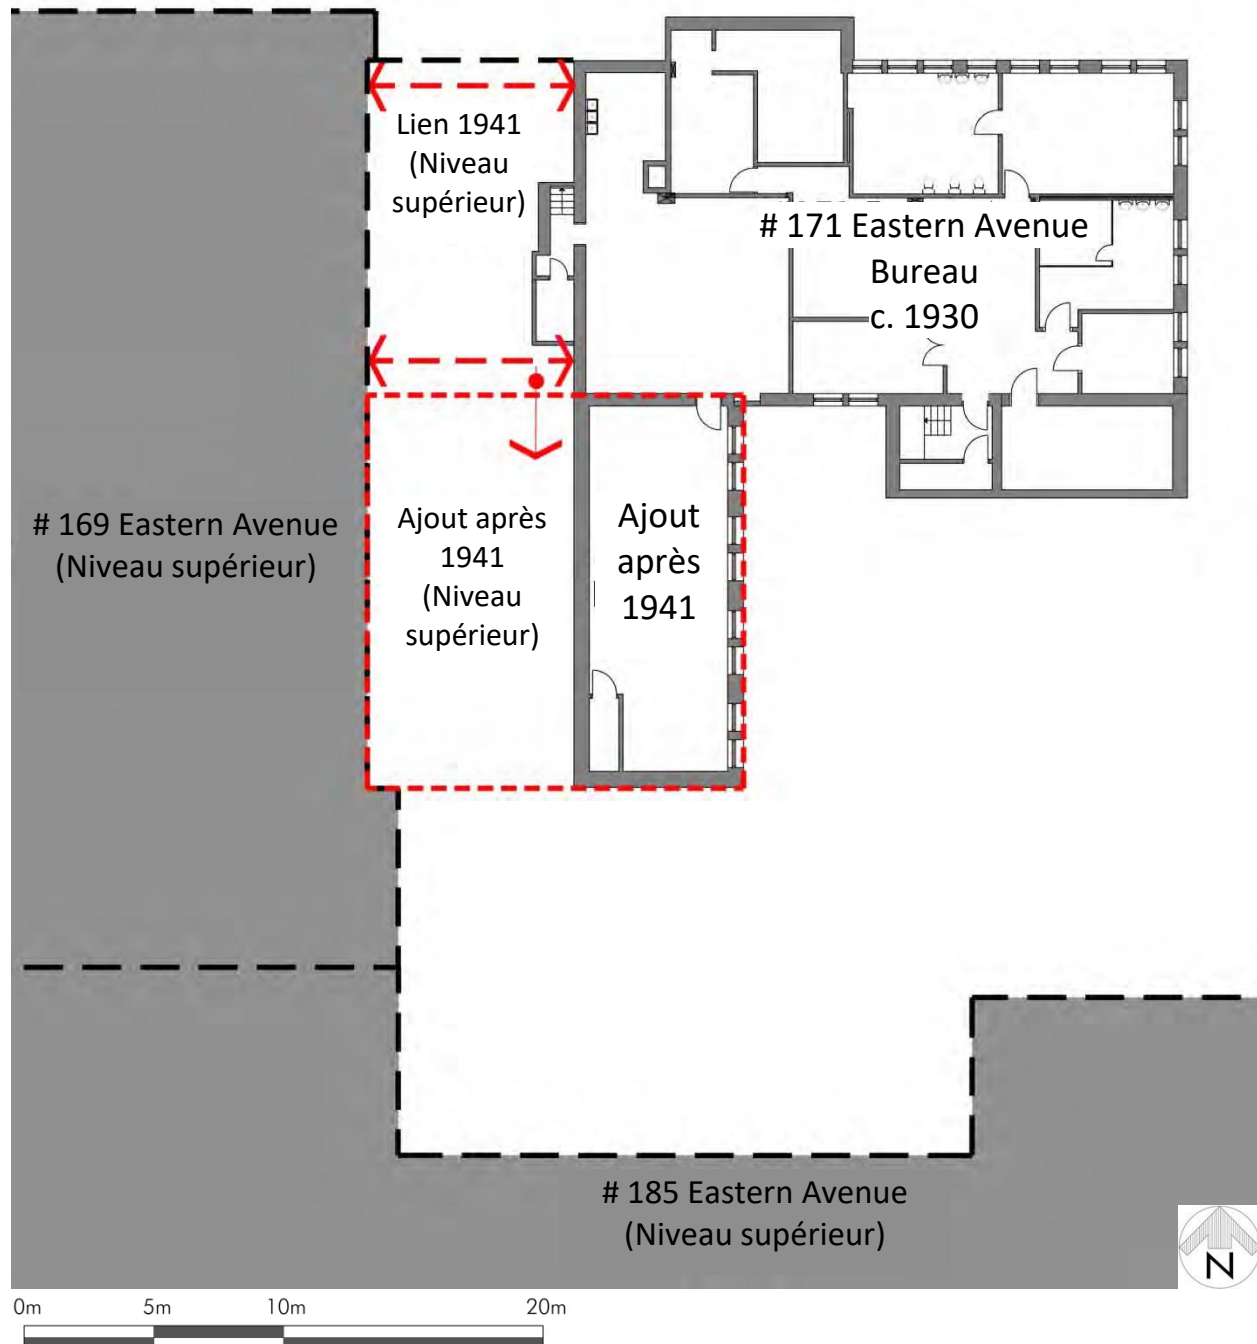 Lien 1941
(Niveau
supérieur)
# 171 Eastern Avenue
Bureau
c. 1930
# 169 Eastern Avenue
(Niveau supérieur)
Ajout après
1941
(Niveau
supérieur)
Ajout
après
1941
# 185 Eastern Avenue
(Niveau supérieur)
N
0m 5m 10m 20m